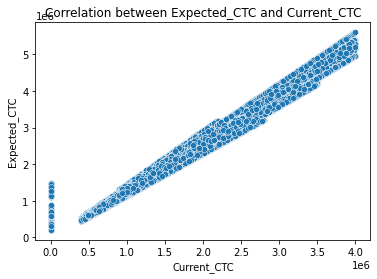 Correlation between Expected_CTC and Current_CTC
1e6
5
4
3
2
1
0
Expected_CTC
0.0 0.5 1.0 1.5 2.0 2.5 3.0 3.5 4.0
1e6
Current_CTC